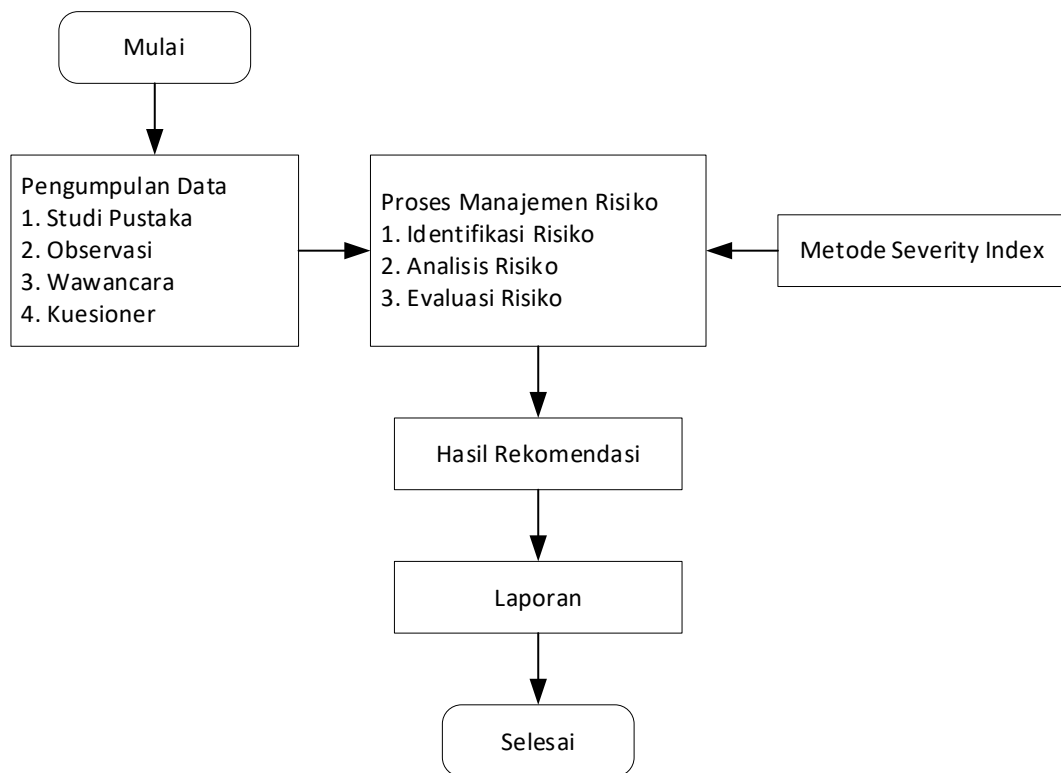 Mulai
Pengumpulan Data
1. Studi Pustaka
2. Observasi
3. Wawancara
4. Kuesioner
Proses Manajemen Risiko
1. Identifikasi Risiko
2. Analisis Risiko
3. Evaluasi Risiko
Metode Severity Index
Hasil Rekomendasi
Laporan
Selesai